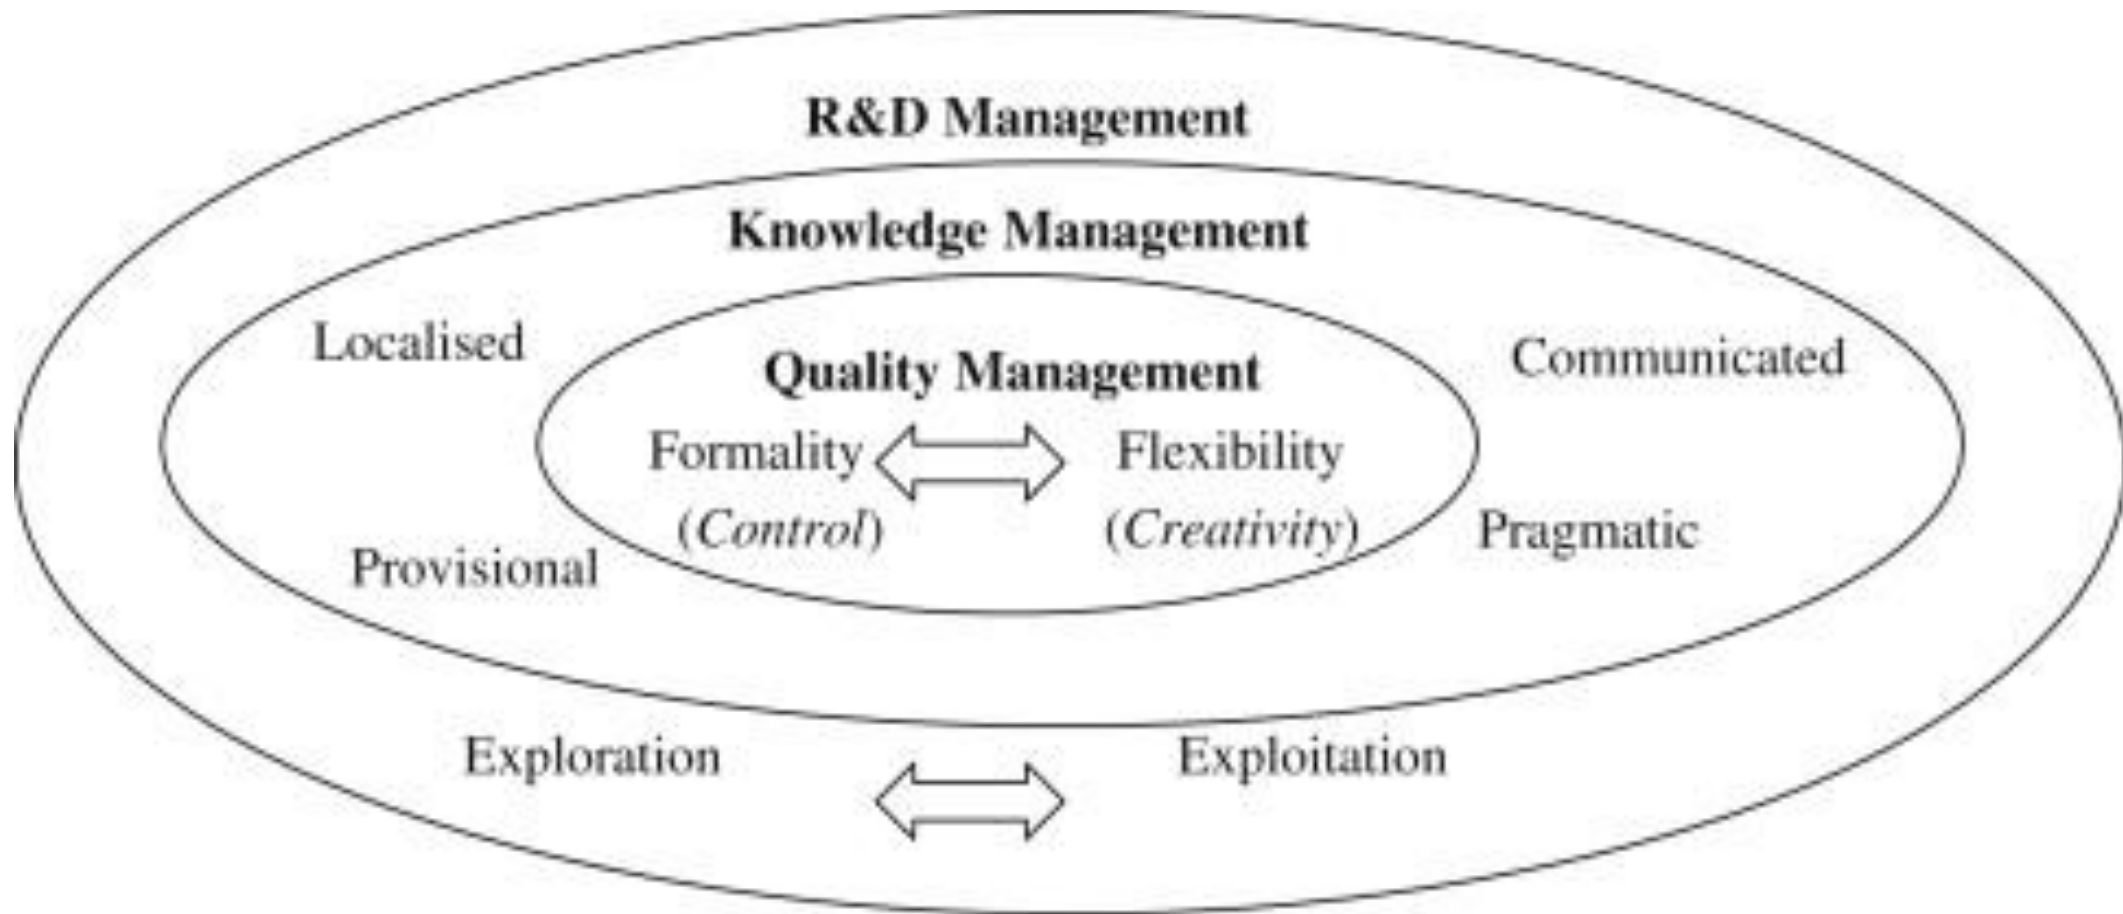 R&D Management
Knowledge Management
Localised
Communicated
Quality Management
Formality
Flexibility
(Control)
(Creativity)
Provisional
Pragmatic
Exploration
Exploitation